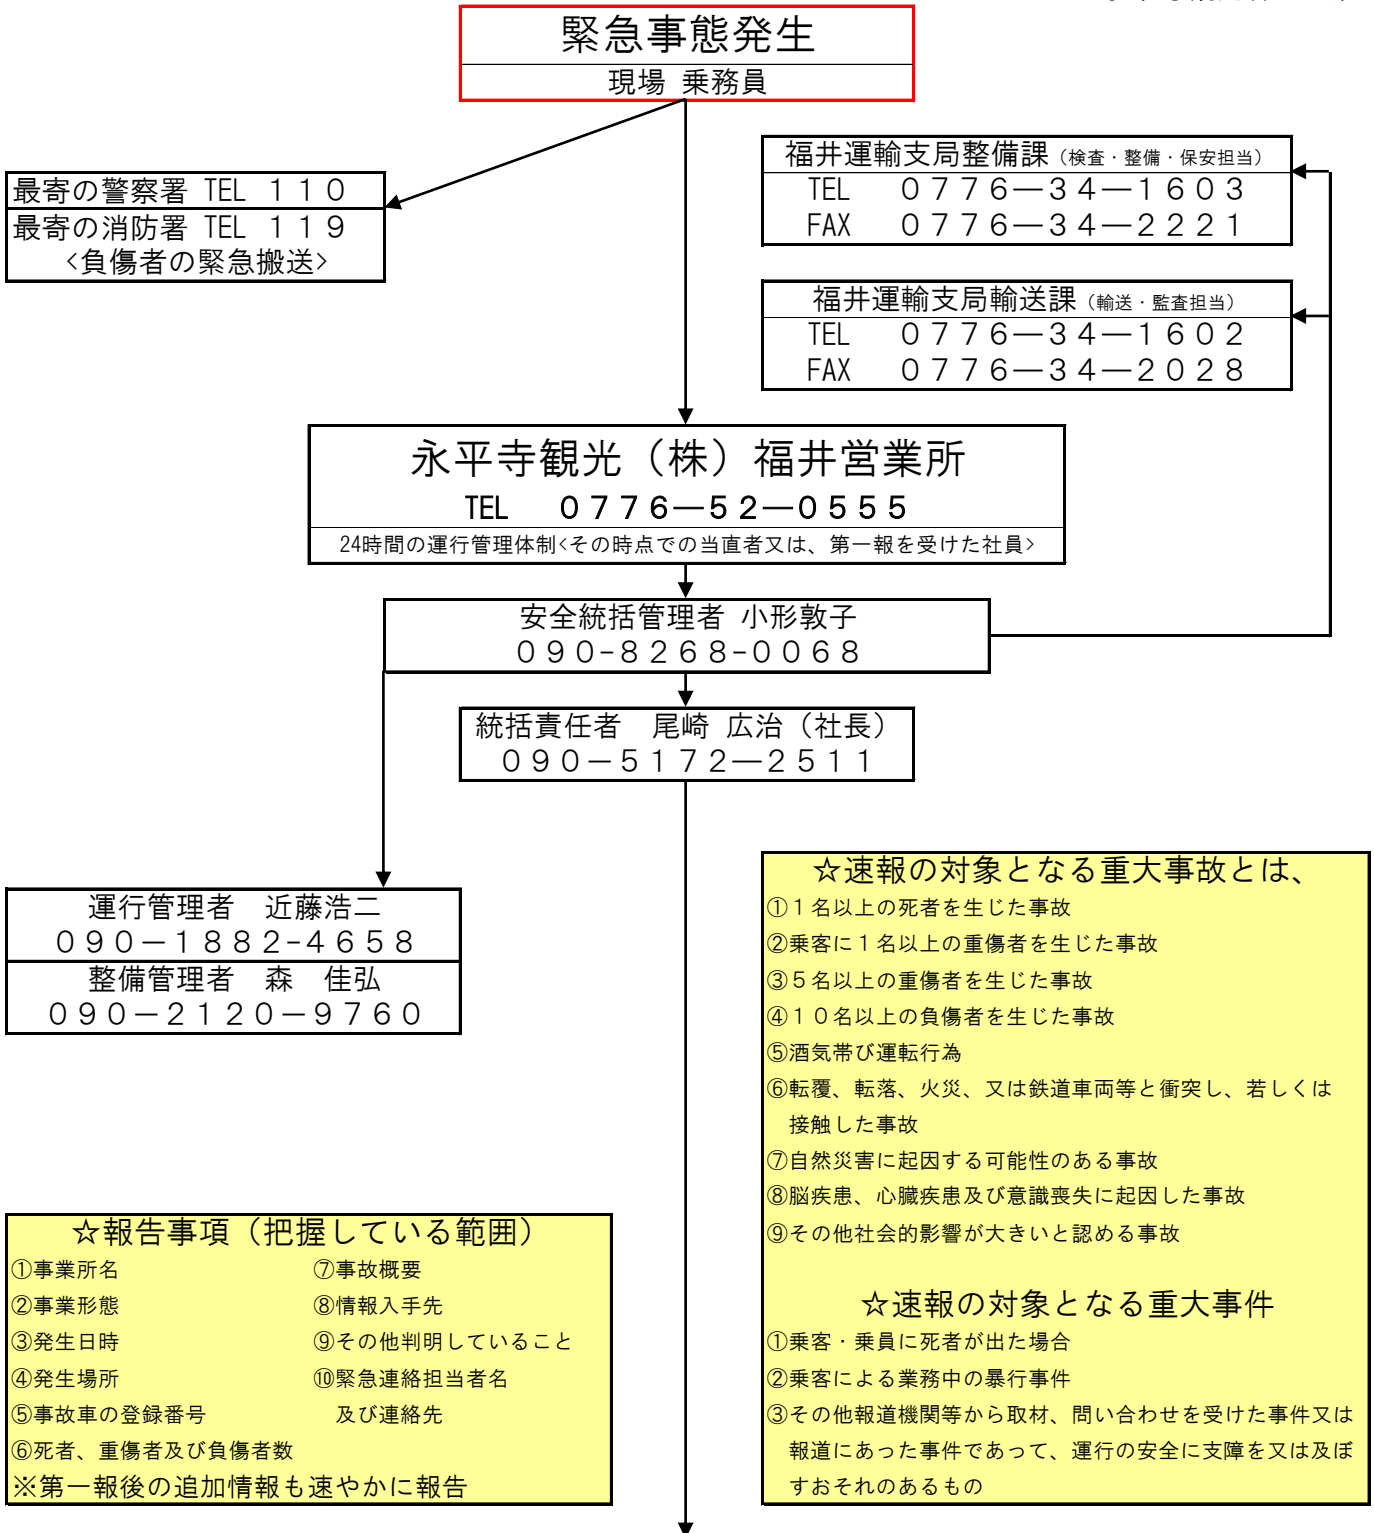 緊急事態発生
現場 乗務員
最寄の警察署 TEL １１０
最寄の消防署 TEL １１９
<負傷者の緊急搬送>
福井運輸支局整備課（検査・整備・保安担当）
TEL ０７７６―３４―１６０３
FAX ０７７６―３４―２２２１
福井運輸支局輸送課（輸送・監査担当）
TEL ０７７６―３４―１６０２
FAX ０７７６―３４―２０２８
永平寺観光（株）福井営業所
TEL ０７７６―５２―０５５５
24時間の運行管理体制<その時点での当直者又は、第一報を受けた社員>
安全統括管理者 小形敦子
０９０-８２６８-００６８
統括責任者　尾崎 広治（社長）
０９０－５１７２―２５１１
運行管理者　近藤浩二
０９０－１８８２-４６５８
整備管理者　森　佳弘
０９０－２１２０－９７６０
☆速報の対象となる重大事故とは、
①１名以上の死者を生じた事故
②乗客に１名以上の重傷者を生じた事故
③５名以上の重傷者を生じた事故
④１０名以上の負傷者を生じた事故
⑤酒気帯び運転行為
⑥転覆、転落、火災、又は鉄道車両等と衝突し、若しくは
接触した事故
⑦自然災害に起因する可能性のある事故
⑧脳疾患、心臓疾患及び意識喪失に起因した事故
⑨その他社会的影響が大きいと認める事故
☆速報の対象となる重大事件
①乗客・乗員に死者が出た場合
②乗客による業務中の暴行事件
③その他報道機関等から取材、問い合わせを受けた事件又は
報道にあった事件であって、運行の安全に支障を又は及ぼ
すおそれのあるもの
☆報告事項（把握している範囲）
①事業所名
②事業形態
③発生日時
④発生場所
⑤事故車の登録番号
⑥死者、重傷者及び負傷者数
⑦事故概要
⑧情報入手先
⑨その他判明していること
⑩緊急連絡担当者名
及び連絡先
※第一報後の追加情報も速やかに報告